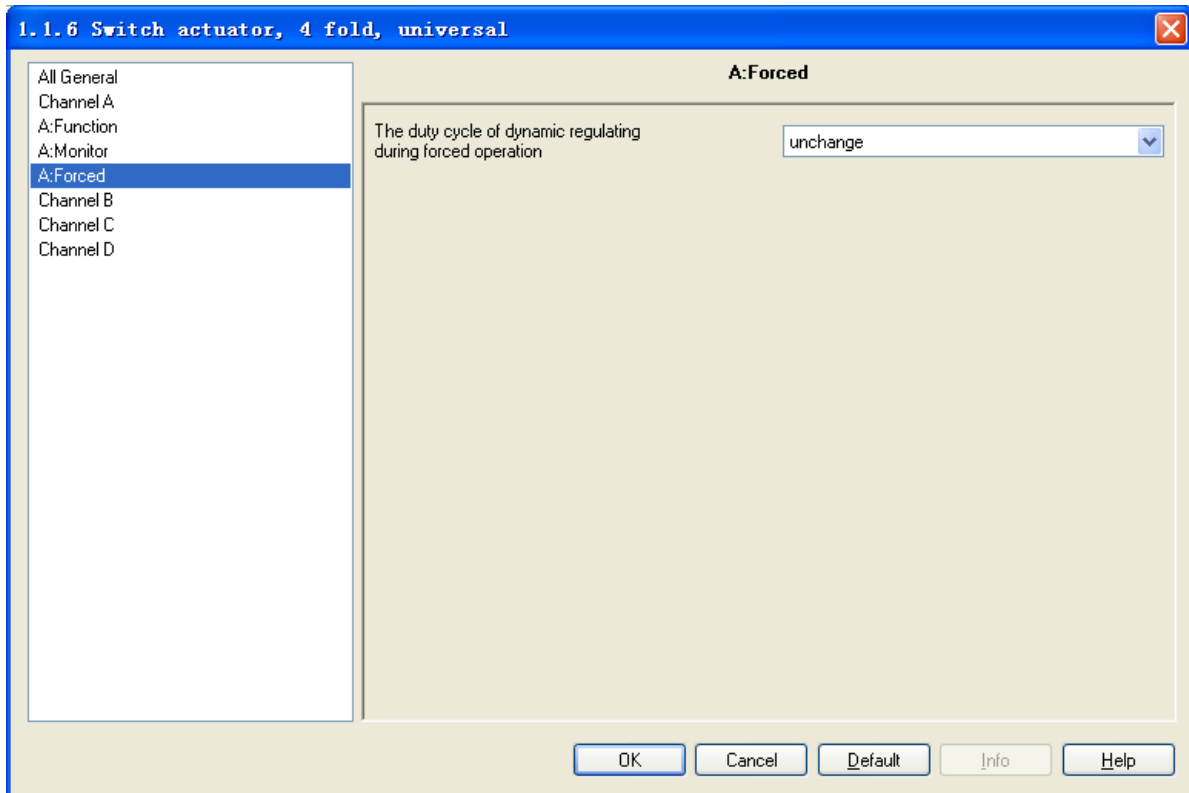 1.1.6 Switch actuator, 4 fold, universal
All General
Channel A
A:Function
A:Monitor
A:Forced
Channel B
Channel C
Channel D
A:Forced
The duty cycle of dynamic regulating
during forced operation
unchange
OK
Cancel
Default
Info
Help